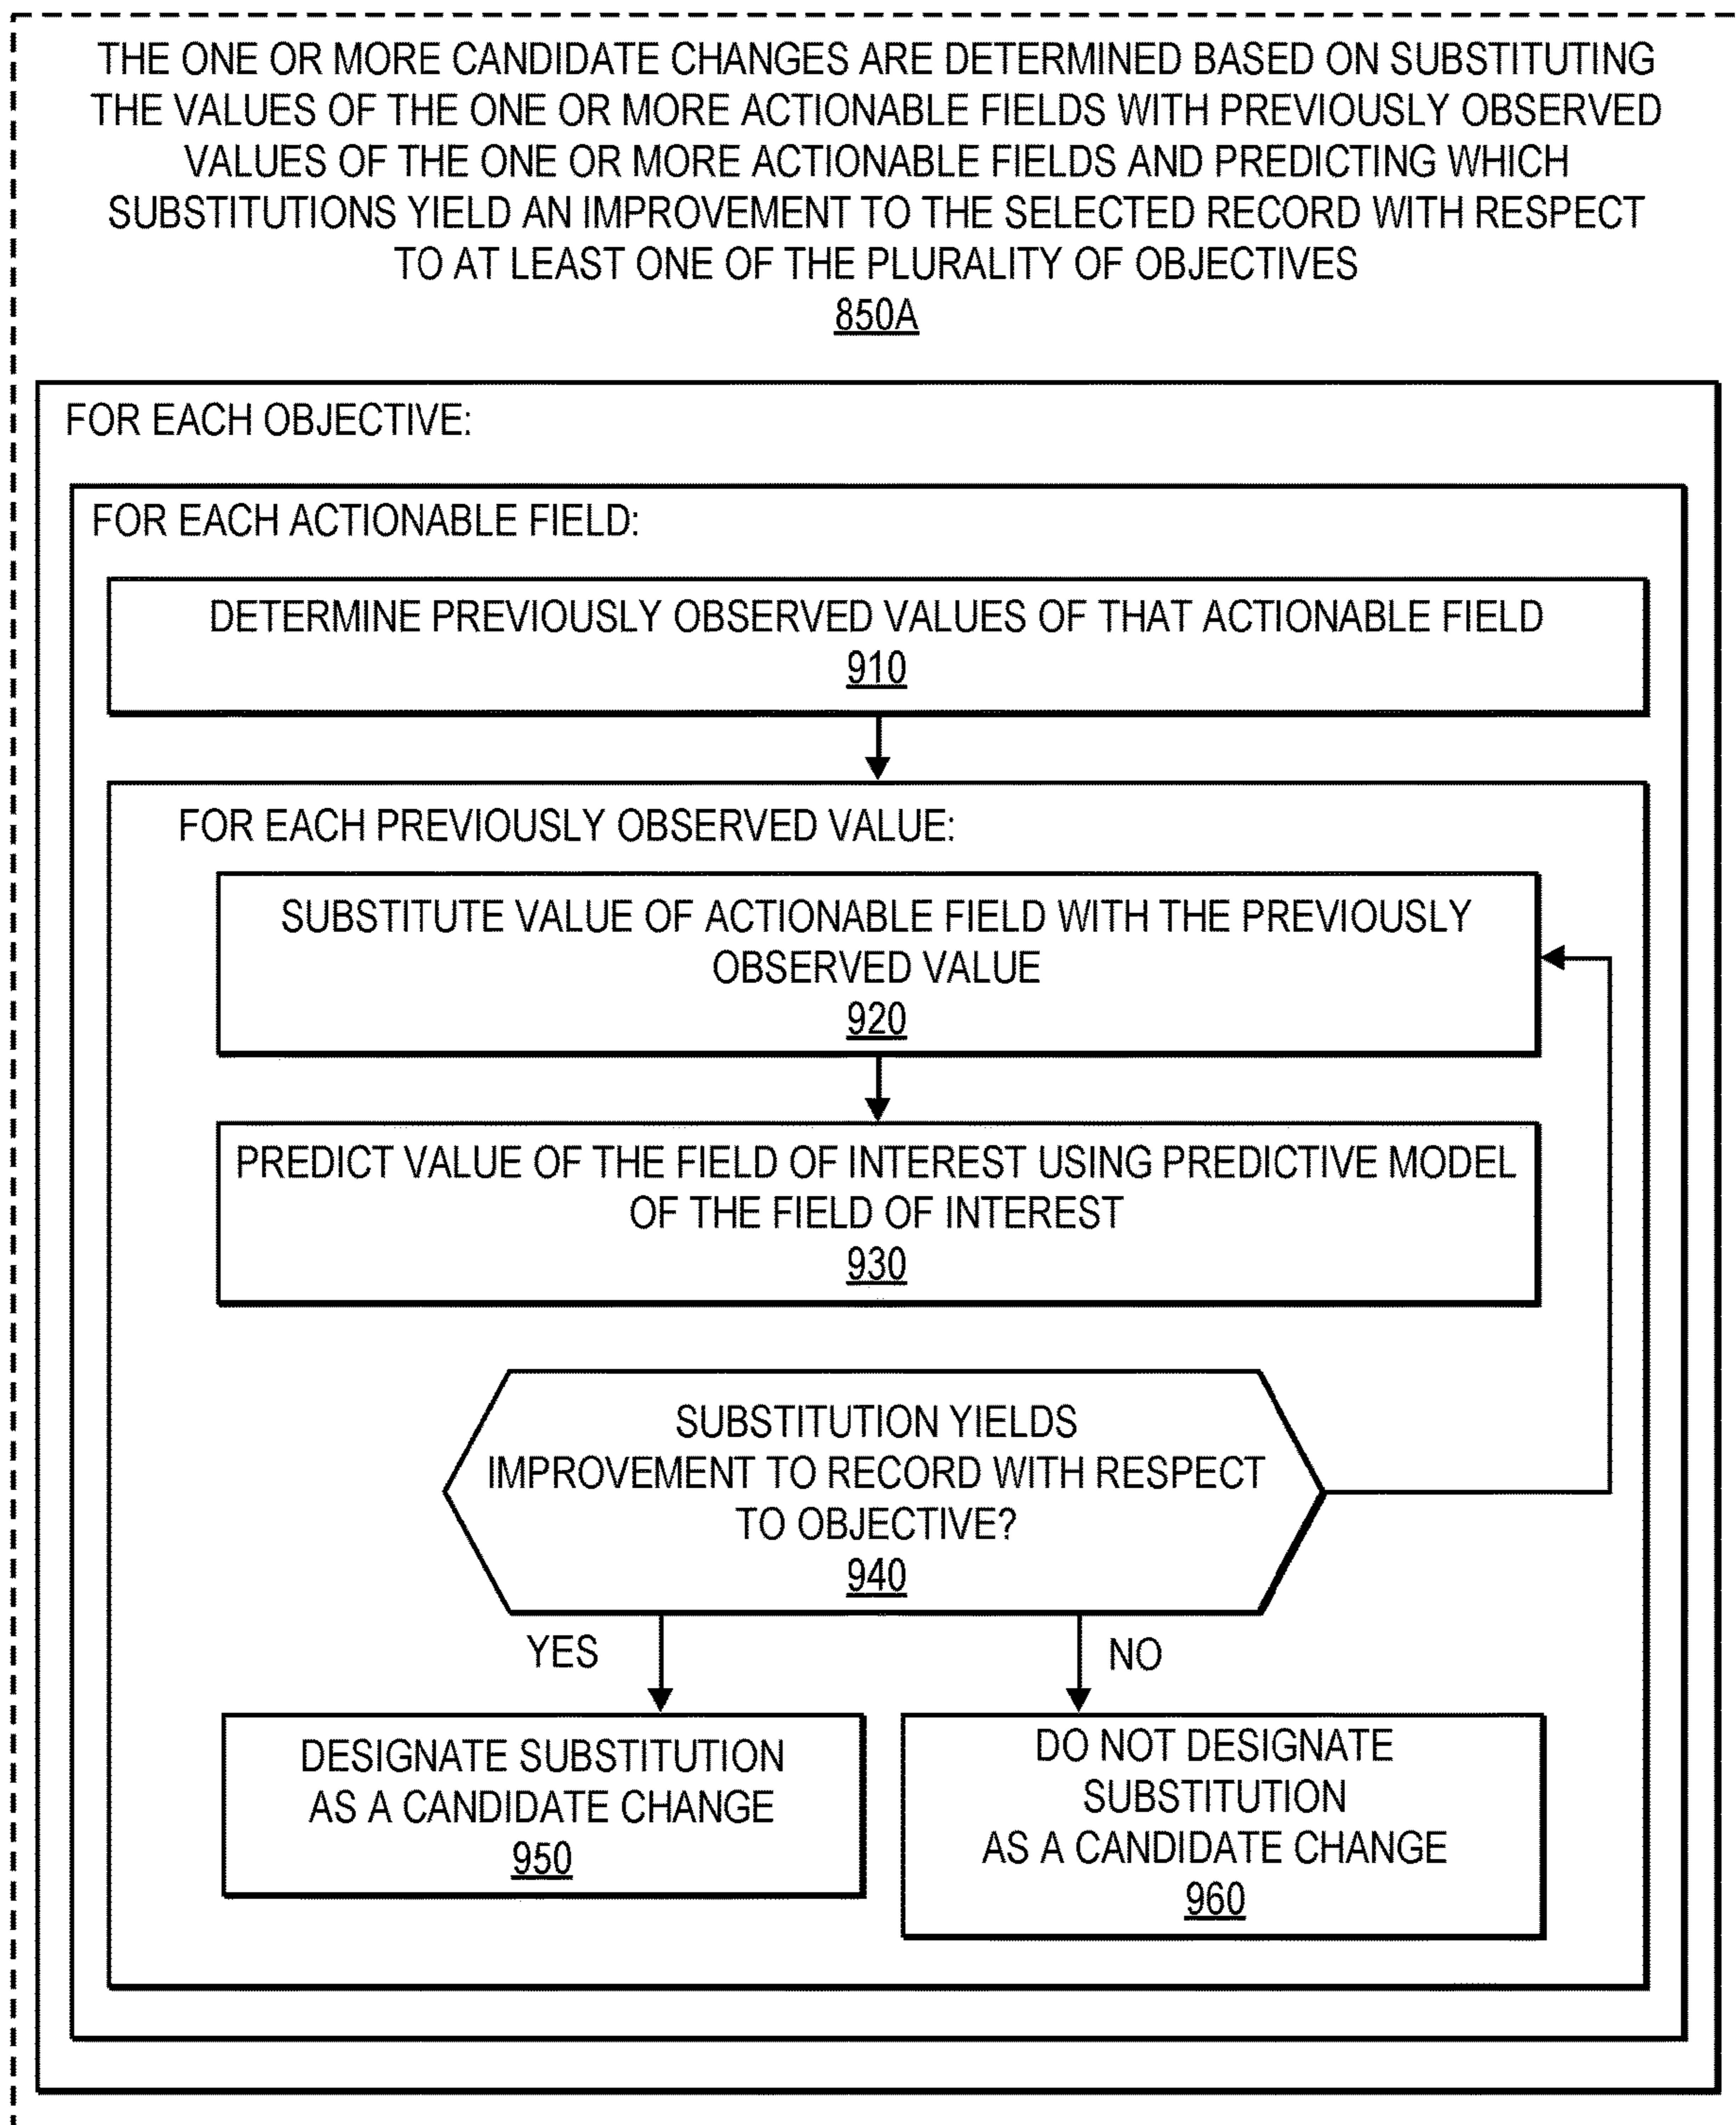 THE ONE OR MORE CANDIDATE CHANGES ARE DETERMINED BASED ON SUBSTITUTING
THE VALUES OF THE ONE OR MORE ACTIONABLE FIELDS WITH PREVIOUSLY OBSERVED
VALUES OF THE ONE OR MORE ACTIONABLE FIELDS AND PREDICTING WHICH
SUBSTITUTIONS YIELD AN IMPROVEMENT TO THE SELECTED RECORD WITH RESPECT
TO AT LEAST ONE OF THE PLURALITY OF OBJECTIVES
850A
FOR EACH OBJECTIVE:
FOR EACH ACTIONABLE FIELD:
DETERMINE PREVIOUSLY OBSERVED VALUES OF THAT ACTIONABLE FIELD
910
FOR EACH PREVIOUSLY OBSERVED VALUE:
SUBSTITUTE VALUE OF ACTIONABLE FIELD WITH THE PREVIOUSLY
OBSERVED VALUE
920
PREDICT VALUE OF THE FIELD OF INTEREST USING PREDICTIVE MODEL
OF THE FIELD OF INTEREST
930
SUBSTITUTION YIELDS
IMPROVEMENT TO RECORD WITH RESPECT
TO OBJECTIVE?
940
YES
NO
DESIGNATE SUBSTITUTION
AS A CANDIDATE CHANGE
950
DO NOT DESIGNATE
SUBSTITUTION
AS A CANDIDATE CHANGE
960